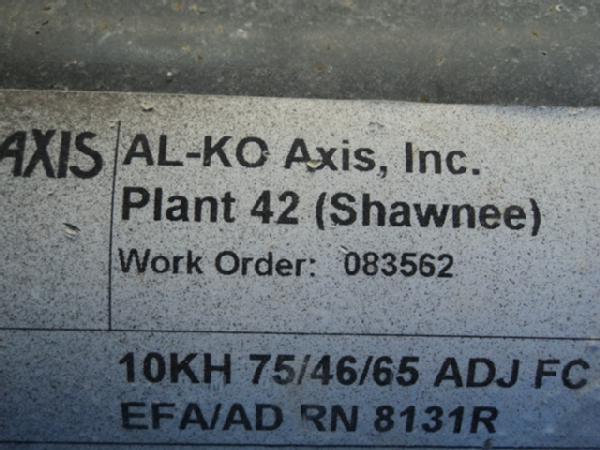 AXIS
AL-KO Axis, Inc.
Plant 42 (Shawnee)
Work Order: 083562
10KH 75/46/65 ADJ FC
EFA/AD RN 8131R